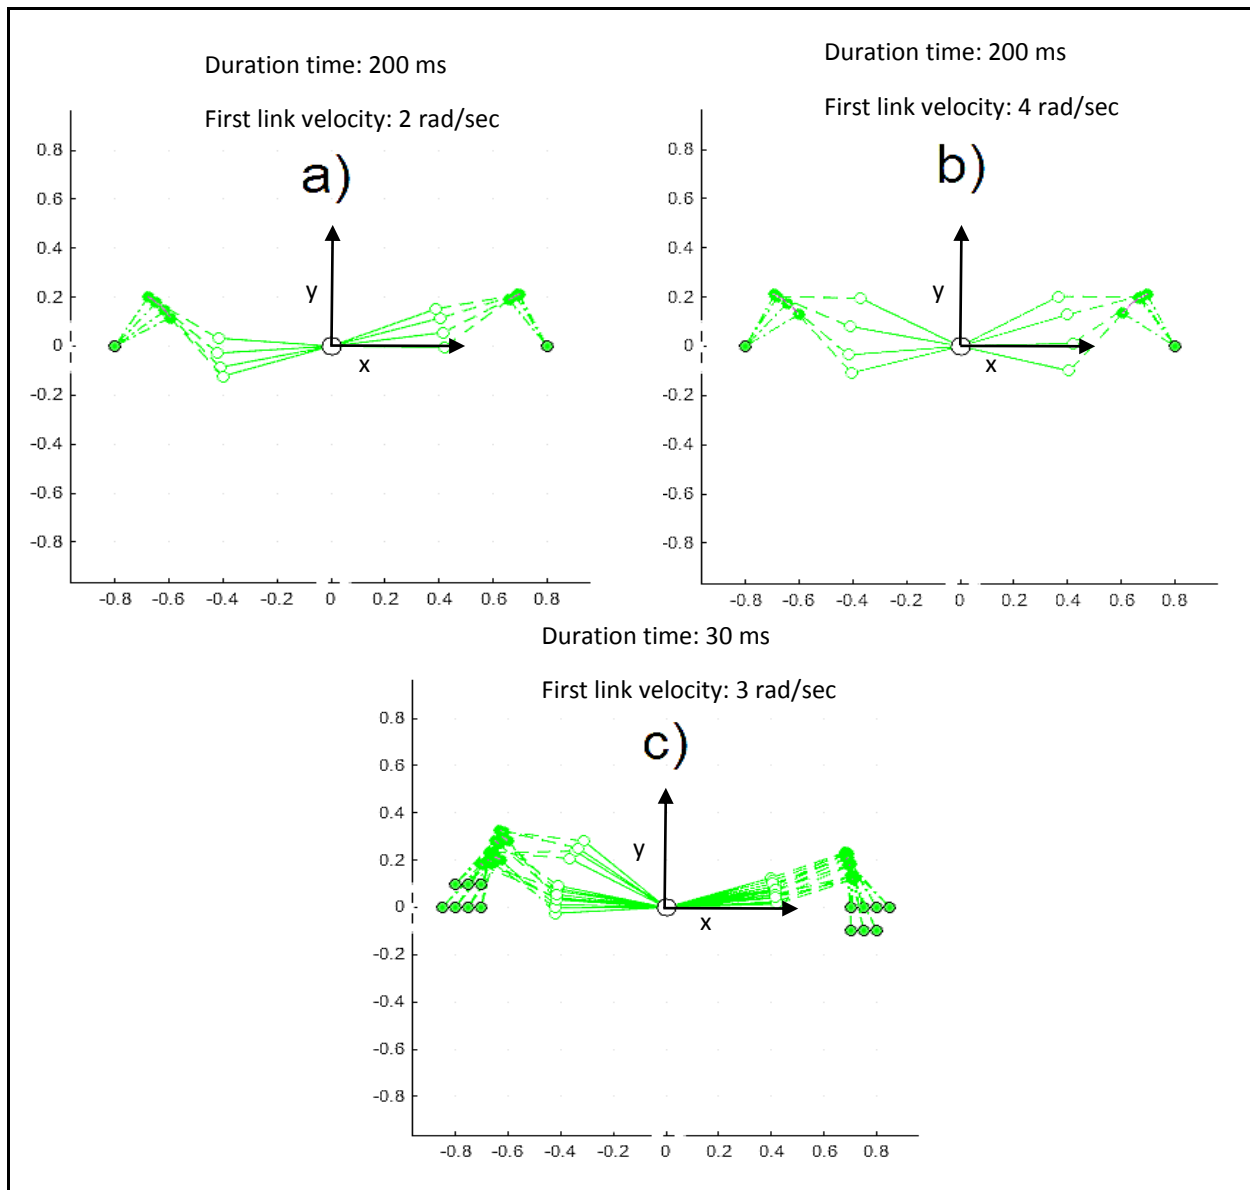 Duration time: 200 ms
First link velocity: 2 rad/sec
a)
0.8
0.6
0.4
0.2
0
-0.2
-0.4
-0.6
-0.8
y
x
-0.8 -0.6 -0.4 -0.2 0 0.2 0.4 0.6 0.8
Duration time: 200 ms
First link velocity: 4 rad/sec
b)
0.8
0.6
0.4
0.2
0
-0.2
-0.4
-0.6
-0.8
y
x
-0.8 -0.6 -0.4 -0.2 0 0.2 0.4 0.6 0.8
Duration time: 30 ms
First link velocity: 3 rad/sec
c)
0.8
0.6
0.4
0.2
0
-0.2
-0.4
-0.6
-0.8
y
x
-0.8 -0.6 -0.4 -0.2 0 0.2 0.4 0.6 0.8